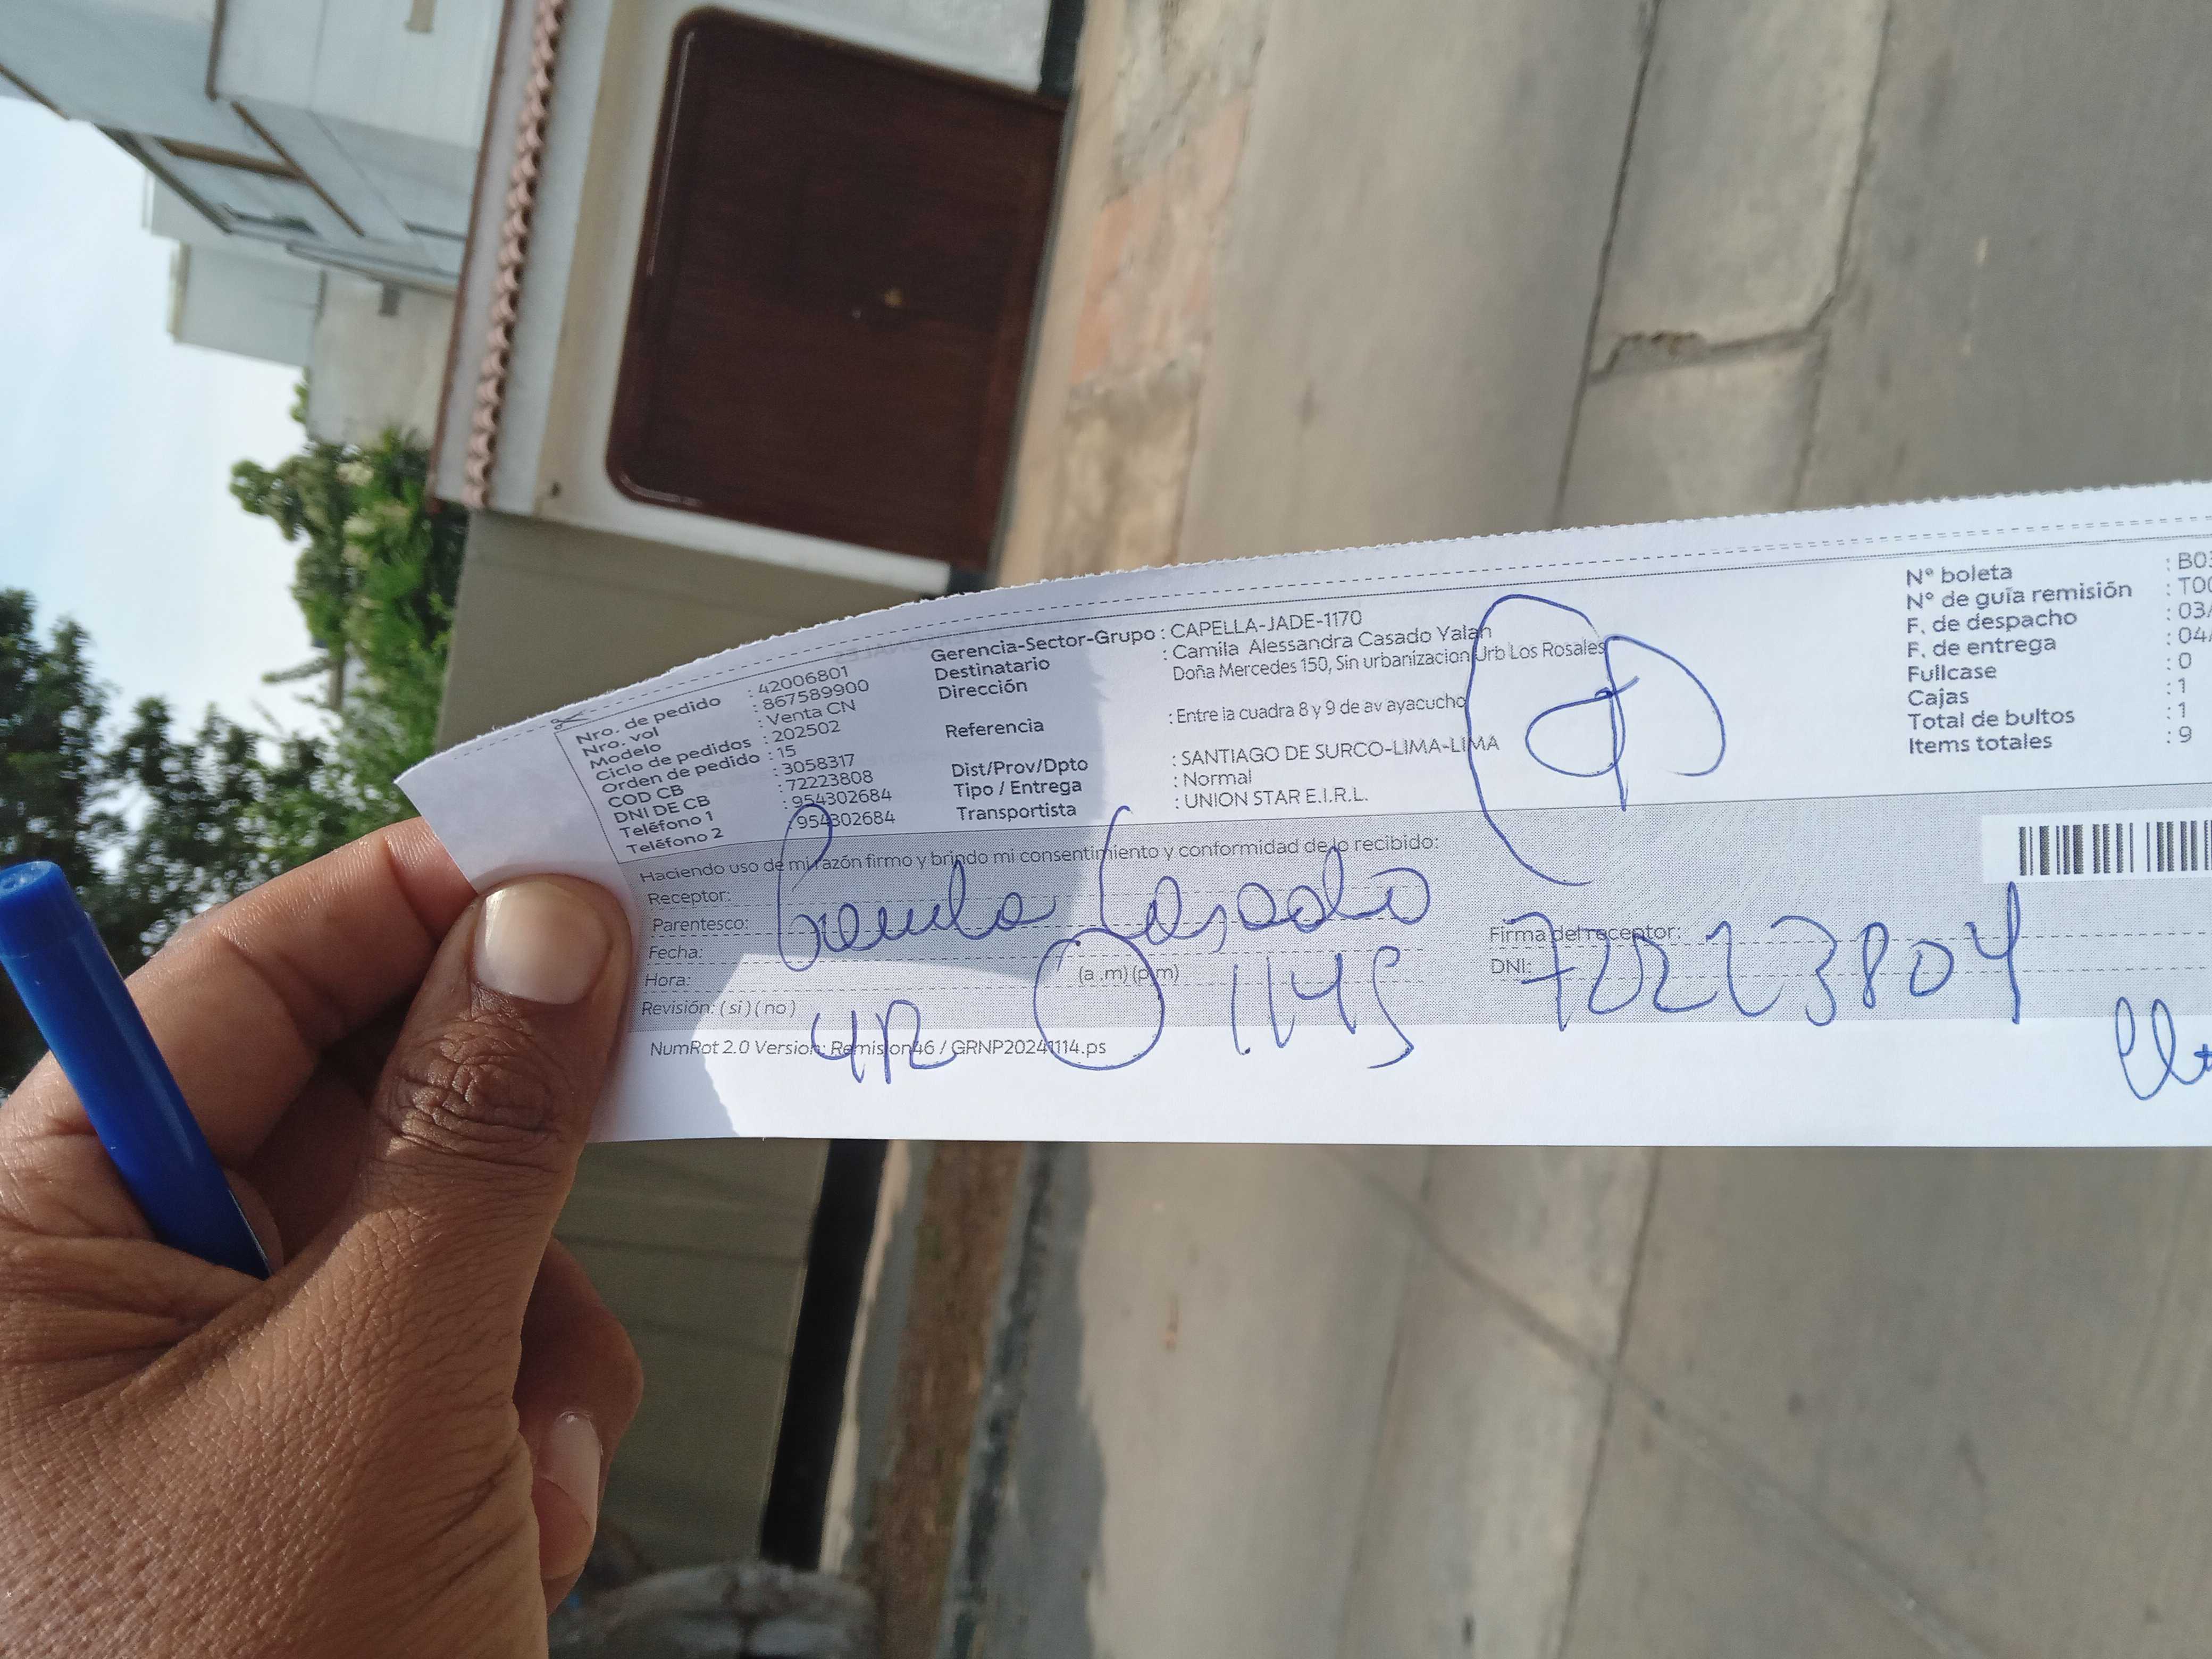 Nro. de pedido : 42006801
Nro. vol : 867589900
Modelo : Venta CN
Ciclo de pedidos : 202502
Orden de pedido : 15
COD CB : 3058317
DNI DE CB : 72223808
Teléfono 1 : 954302684
Teléfono 2 : 954302684
Gerencia-Sector-Grupo : CAPELLA-JADE-1170
Destinatario : Camila Alessandra Casado Yalan
Dirección : Doña Mercedes 150, Sin urbanizacion Urb Los Rosales
Referencia : Entre la cuadra 8 y 9 de av ayacucho
Dist/Prov/Dpto : SANTIAGO DE SURCO-LIMA-LIMA
Tipo / Entrega : Normal
Transportista : UNION STAR E.I.R.L.
N° boleta : B03
N° de guía remisión : T00
F. de despacho : 03/
F. de entrega : 04/
Fullcase : 0
Cajas : 1
Total de bultos : 1
Items totales : 9
Haciendo uso de mi razón firmo y brindo mi consentimiento y conformidad de lo recibido:
Receptor:
Parentesco: Casado
Fecha:
Hora: (a.m) (p.m) 1145
Revisión: ( si ) ( no )
Firma del receptor:
DNI: 72223804
NumRot 2.0 Version: Remision46 / GRNP20241114.ps